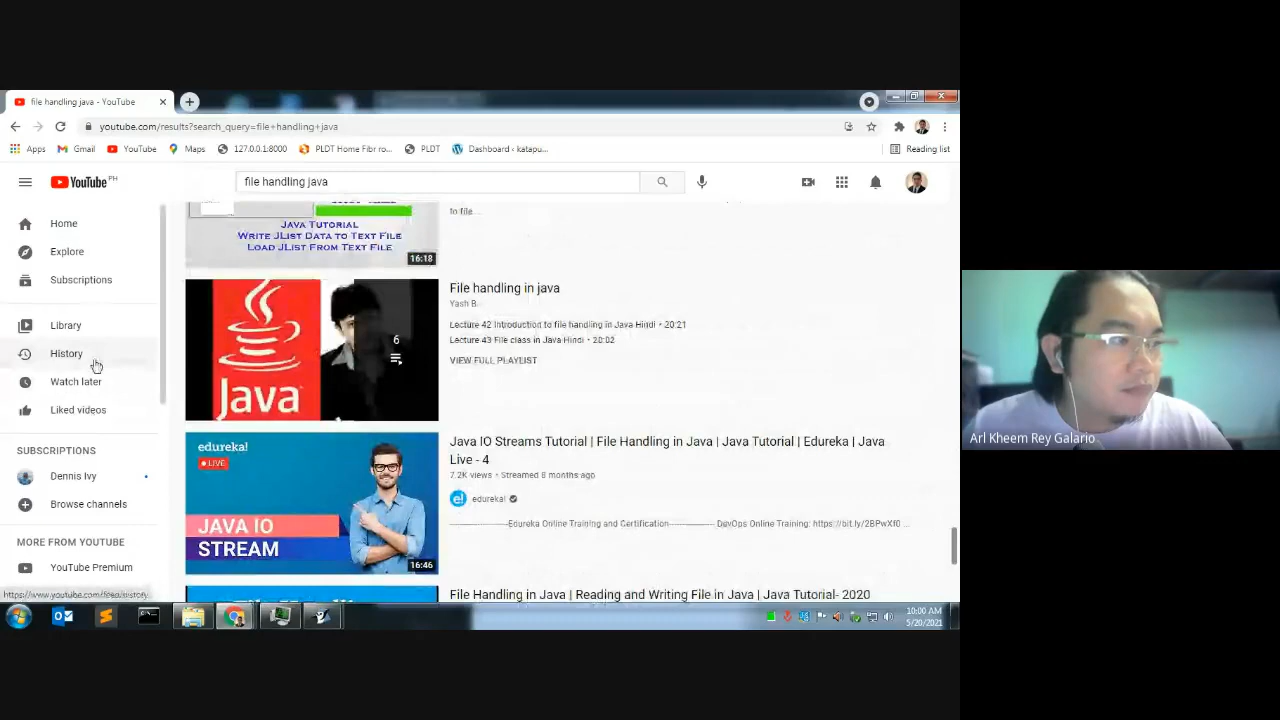 file handling java - YouTube
youtube.com/results?search_query=file+handling+java
Apps
Gmail
YouTube
Maps
127.0.0.1:8000
PLDT Home Fibr ro...
PLDT
Dashboard ‹ katapu...
Reading list
YouTube PH
file handling java
Home
Explore
Subscriptions
Library
History
Watch later
Liked videos
SUBSCRIPTIONS
Dennis Ivy
Browse channels
MORE FROM YOUTUBE
YouTube Premium
https://www.youtube.com/feed/history
JAVA TUTORIAL
WRITE JLIST DATA TO TEXT FILE
LOAD JLIST FROM TEXT FILE
16:18
to file...
Java
6
File handling in java
Yash B.
Lecture 42 Introduction to file handling in Java Hindi • 20:21
Lecture 43 File class in Java Hindi • 20:02
VIEW FULL PLAYLIST
edureka!
LIVE
JAVA IO
STREAM
16:46
Java IO Streams Tutorial | File Handling in Java | Java Tutorial | Edureka | Java
Live - 4
7.2K views • Streamed 6 months ago
edureka!
--------------------Edureka Online Training and Certification-------------- DevOps Online Training: https://bit.ly/2BPwXf0 ...
File Handling in Java | Reading and Writing File in Java | Java Tutorial- 2020
10:00 AM
5/20/2021
Arl Kheem Rey Galario